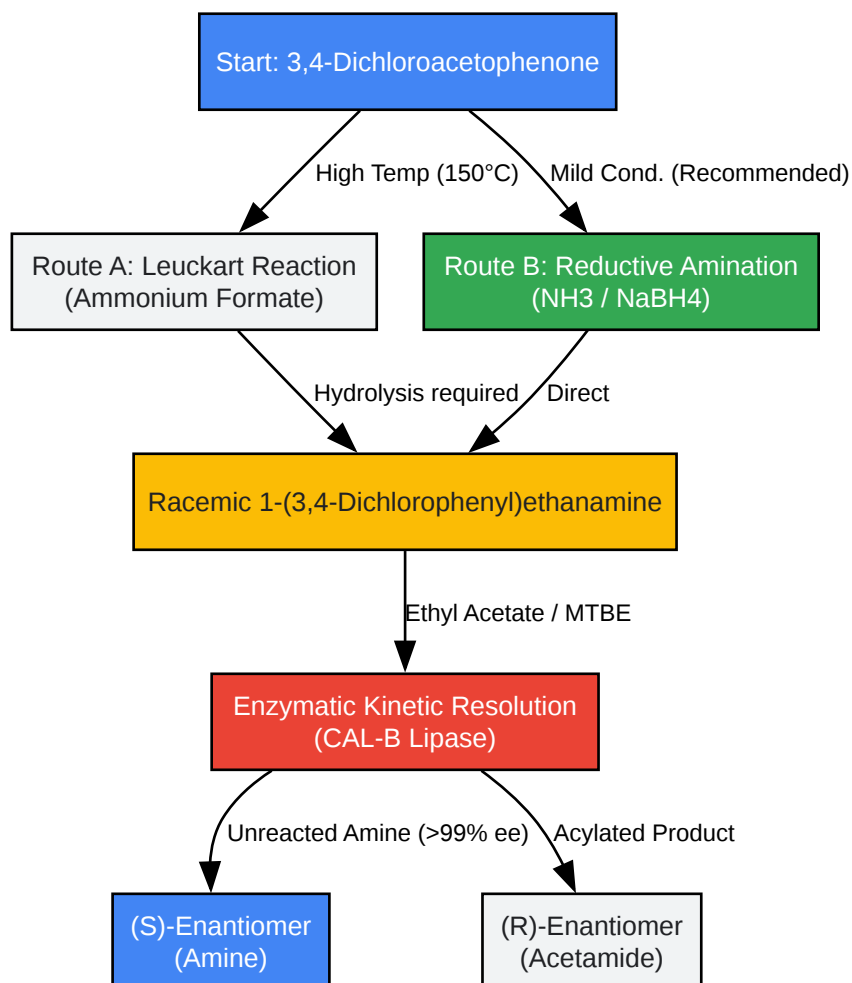 Start: 3,4-Dichloroacetophenone
High Temp (150°C)
Mild Cond. (Recommended)
Route A: Leuckart Reaction
(Ammonium Formate)
Route B: Reductive Amination
(NH3 / NaBH4)
Hydrolysis required
Direct
Racemic 1-(3,4-Dichlorophenyl)ethanamine
Ethyl Acetate / MTBE
Enzymatic Kinetic Resolution
(CAL-B Lipase)
Unreacted Amine (>99% ee)
Acylated Product
(S)-Enantiomer
(Amine)
(R)-Enantiomer
(Acetamide)